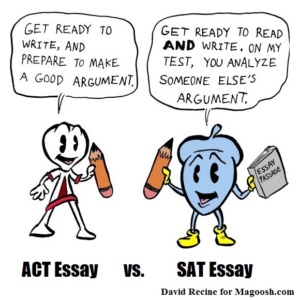 GET READY TO
WRITE, AND
PREPARE TO MAKE
A GOOD ARGUMENT.
GET READY TO READ
AND WRITE. ON MY
TEST, YOU ANALYZE
SOMEONE ELSE'S
ARGUMENT.
ESSAY
PASSAGE
ACT Essay vs. SAT Essay
David Recine for Magoosh.com